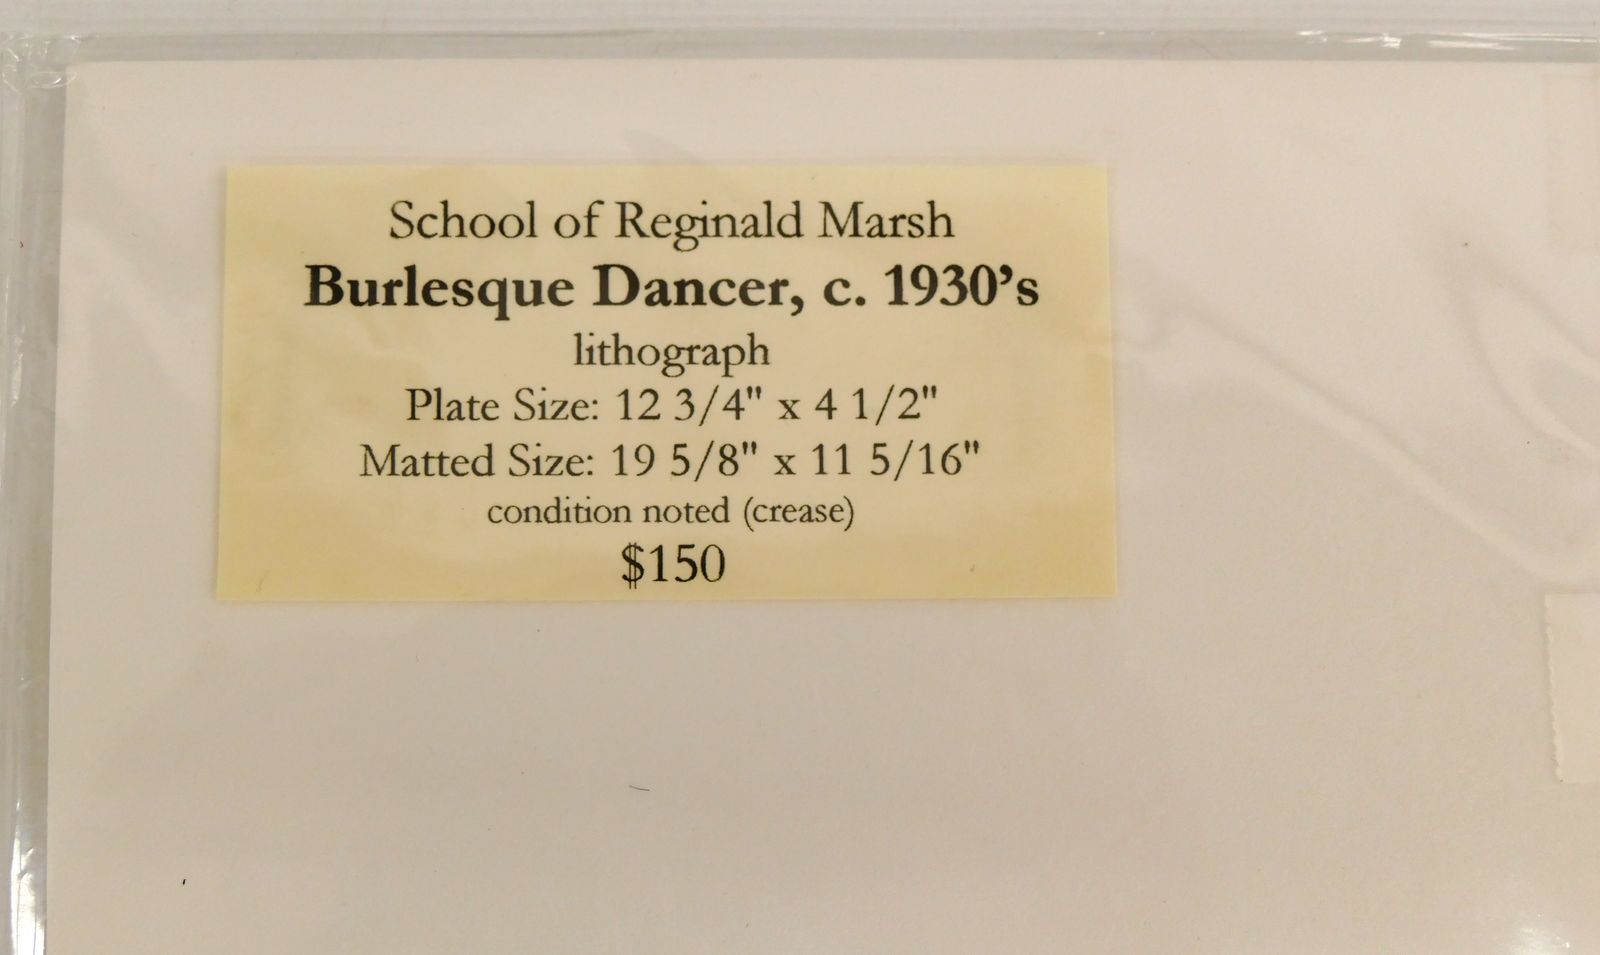 School of Reginald Marsh
Burlesque Dancer, c. 1930's
lithograph
Plate Size: 12 3/4" x 4 1/2"
Matted Size: 19 5/8" x 11 5/16"
condition noted (crease)
$150